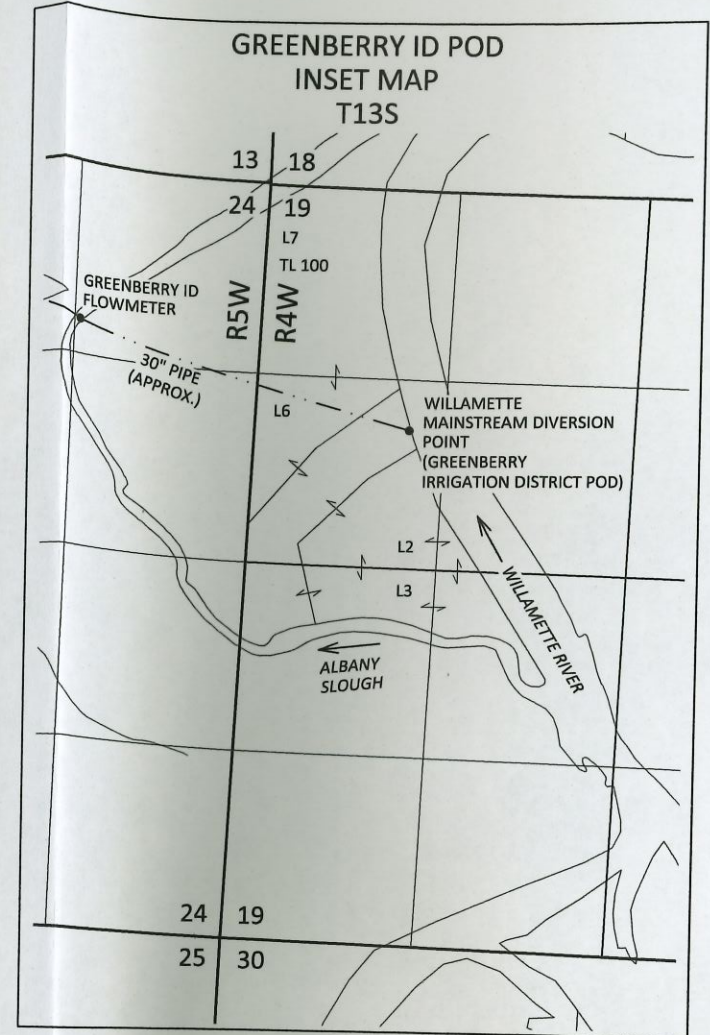 GREENBERRY ID POD
INSET MAP
T13S
13 18
24 19
L7
TL 100
GREENBERRY ID
FLOWMETER
R5W
R4W
30" PIPE
(APPROX.)
L6
WILLAMETTE
MAINSTREAM DIVERSION
POINT
(GREENBERRY
IRRIGATION DISTRICT POD)
L2
L3
WILLAMETTE RIVER
ALBANY
SLOUGH
24 19
25 30